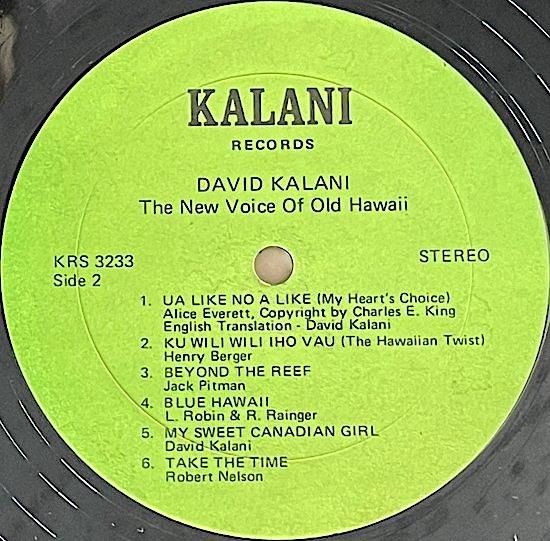 KALANI
RECORDS
DAVID KALANI
The New Voice Of Old Hawaii
KRS 3233
Side 2
STEREO
1. UA LIKE NO A LIKE (My Heart's Choice)
Alice Everett, Copyright by Charles E. King
English Translation - David Kalani
2. KU WILI WILI IHO VAU (The Hawaiian Twist)
Henry Berger
3. BEYOND THE REEF
Jack Pitman
4. BLUE HAWAII
L. Robin & R. Rainger
5. MY SWEET CANADIAN GIRL
David Kalani
6. TAKE THE TIME
Robert Nelson